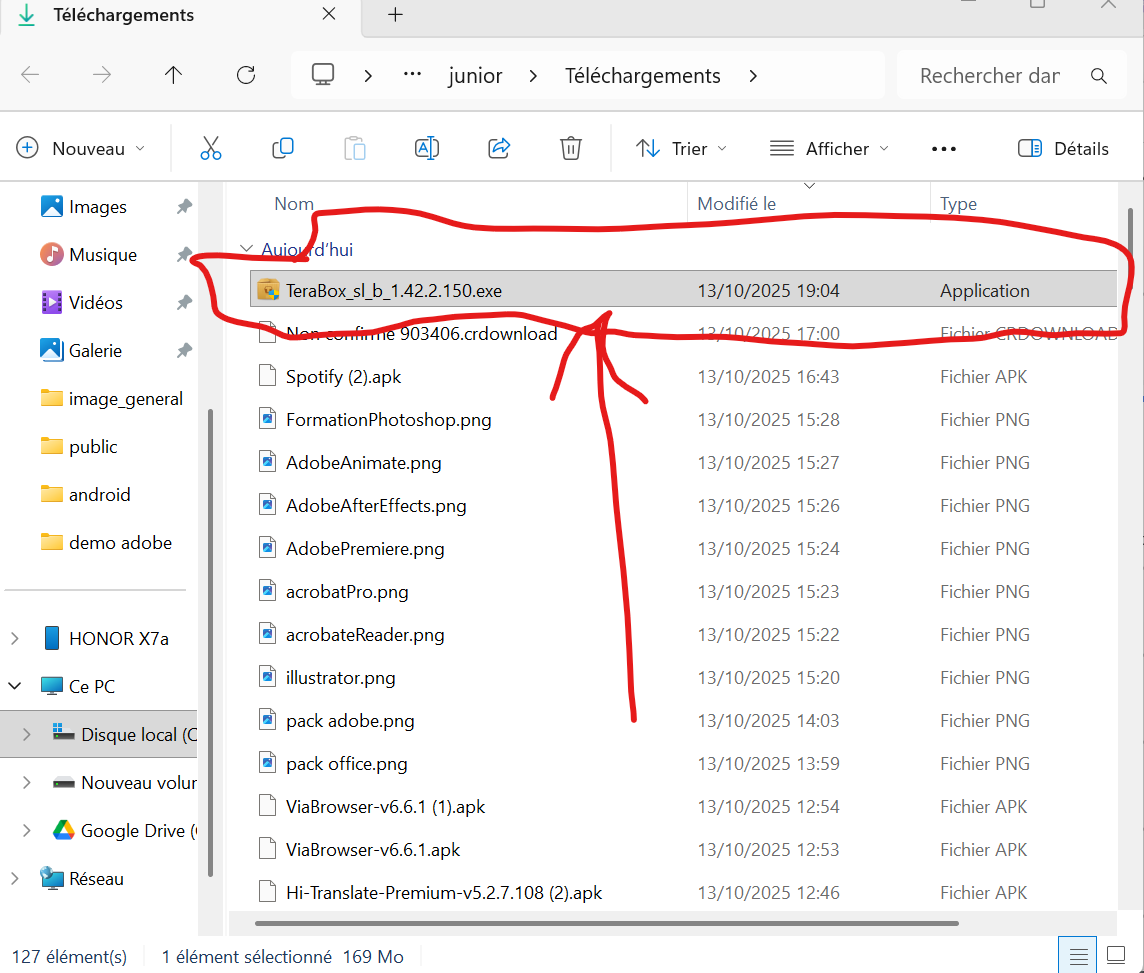 Téléchargements
junior Téléchargements Rechercher dar
Nouveau Trier Afficher Détails
Nom Modifié le Type
Images
Musique
Vidéos
Galerie
image_general
public
android
demo adobe
HONOR X7a
Ce PC
Disque local (C
Nouveau volur
Google Drive (
Réseau
Aujourd'hui
TeraBox_sl_b_1.42.2.150.exe 13/10/2025 19:04 Application
Non confirmé 903406.crdownload 13/10/2025 17:00 Fichier CRDOWNLOAD
Spotify (2).apk 13/10/2025 16:43 Fichier APK
FormationPhotoshop.png 13/10/2025 15:28 Fichier PNG
AdobeAnimate.png 13/10/2025 15:27 Fichier PNG
AdobeAfterEffects.png 13/10/2025 15:26 Fichier PNG
AdobePremiere.png 13/10/2025 15:24 Fichier PNG
acrobatPro.png 13/10/2025 15:23 Fichier PNG
acrobateReader.png 13/10/2025 15:22 Fichier PNG
illustrator.png 13/10/2025 15:20 Fichier PNG
pack adobe.png 13/10/2025 14:03 Fichier PNG
pack office.png 13/10/2025 13:59 Fichier PNG
ViaBrowser-v6.6.1 (1).apk 13/10/2025 12:54 Fichier APK
ViaBrowser-v6.6.1.apk 13/10/2025 12:53 Fichier APK
Hi-Translate-Premium-v5.2.7.108 (2).apk 13/10/2025 12:46 Fichier APK
127 élément(s) 1 élément sélectionné 169 Mo